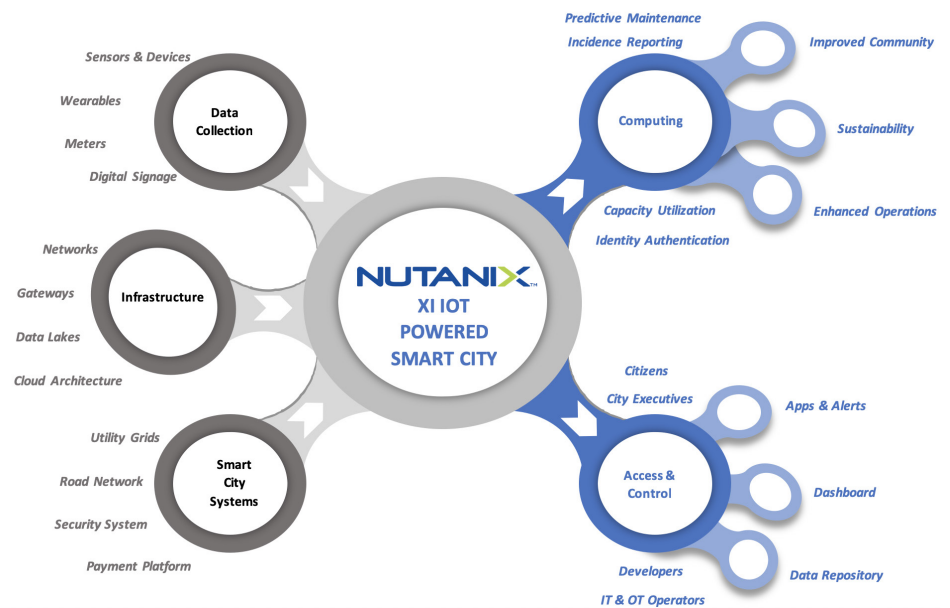 Sensors & Devices
Wearables
Meters
Digital Signage
Data
Collection
Networks
Gateways
Data Lakes
Cloud Architecture
Infrastructure
Utility Grids
Road Network
Security System
Payment Platform
Smart
City
Systems
NUTANIX™
XI IOT
POWERED
SMART CITY
Predictive Maintenance
Incidence Reporting
Computing
Capacity Utilization
Identity Authentication
Improved Community
Sustainability
Enhanced Operations
Citizens
City Executives
Access &
Control
Developers
IT & OT Operators
Apps & Alerts
Dashboard
Data Repository